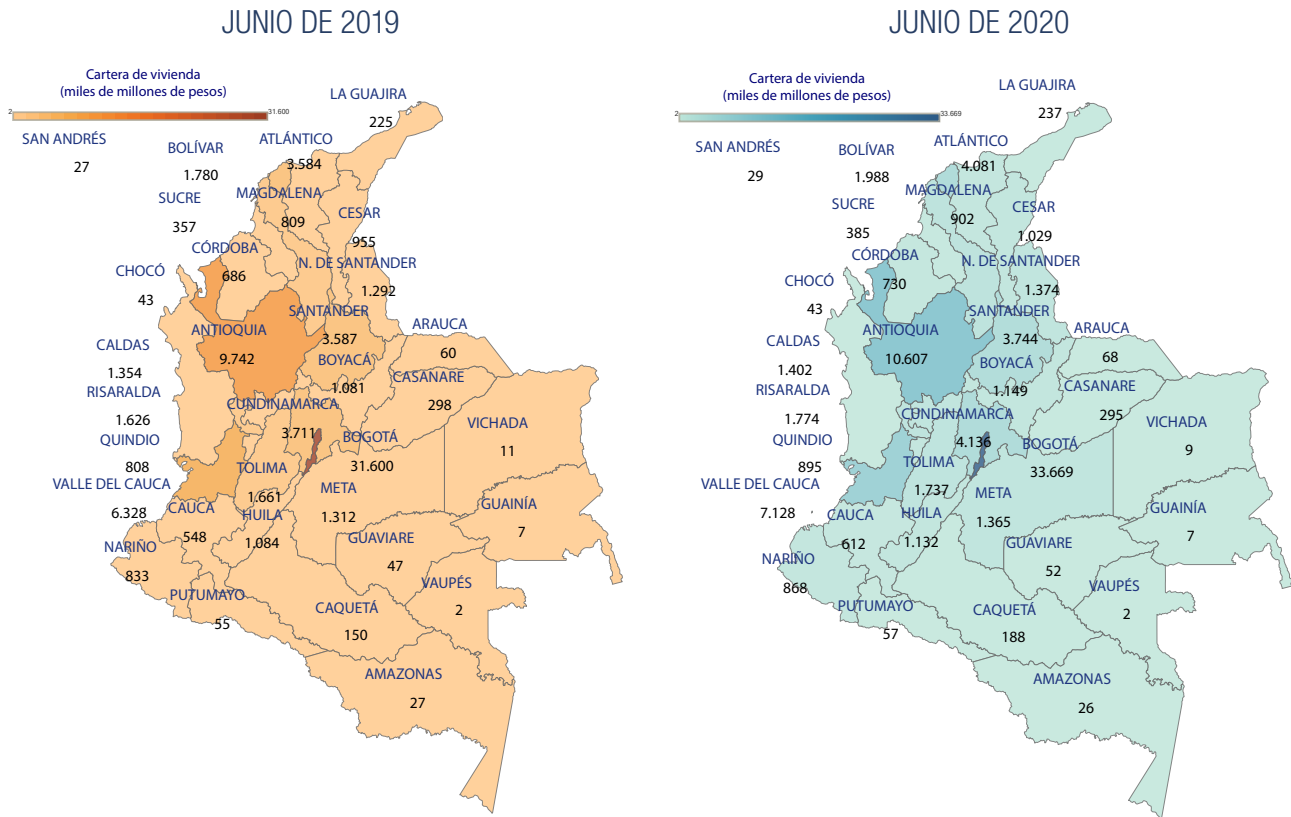 JUNIO DE 2019
Cartera de vivienda
(miles de millones de pesos)
2
31.600
LA GUAJIRA
225
SAN ANDRÉS
27
BOLÍVAR
1.780
ATLÁNTICO
3.584
SUCRE
357
MAGDALENA
809
CESAR
955
CÓRDOBA
686
N. DE SANTANDER
1.292
CHOCÓ
43
SANTANDER
3.587
ANTIOQUIA
9.742
ARAUCA
60
CALDAS
1.354
BOYACÁ
1.081
CASANARE
298
RISARALDA
1.626
CUNDINAMARCA
3.711
VICHADA
11
QUINDIO
808
BOGOTÁ
31.600
TOLIMA
1.661
VALLE DEL CAUCA
6.328
META
1.312
GUAINÍA
7
CAUCA
548
HUILA
1.084
NARIÑO
833
GUAVIARE
47
VAUPÉS
2
PUTUMAYO
55
CAQUETÁ
150
AMAZONAS
27
JUNIO DE 2020
Cartera de vivienda
(miles de millones de pesos)
2
33.669
LA GUAJIRA
237
SAN ANDRÉS
29
BOLÍVAR
1.988
ATLÁNTICO
4.081
SUCRE
385
MAGDALENA
902
CESAR
1.029
CÓRDOBA
730
N. DE SANTANDER
1.374
CHOCÓ
43
SANTANDER
3.744
ANTIOQUIA
10.607
ARAUCA
68
CALDAS
1.402
BOYACÁ
1.149
CASANARE
295
RISARALDA
1.774
CUNDINAMARCA
4.136
VICHADA
9
QUINDIO
895
BOGOTÁ
33.669
TOLIMA
1.737
VALLE DEL CAUCA
7.128
META
1.365
GUAINÍA
7
CAUCA
612
HUILA
1.132
NARIÑO
868
GUAVIARE
52
VAUPÉS
2
PUTUMAYO
57
CAQUETÁ
188
AMAZONAS
26